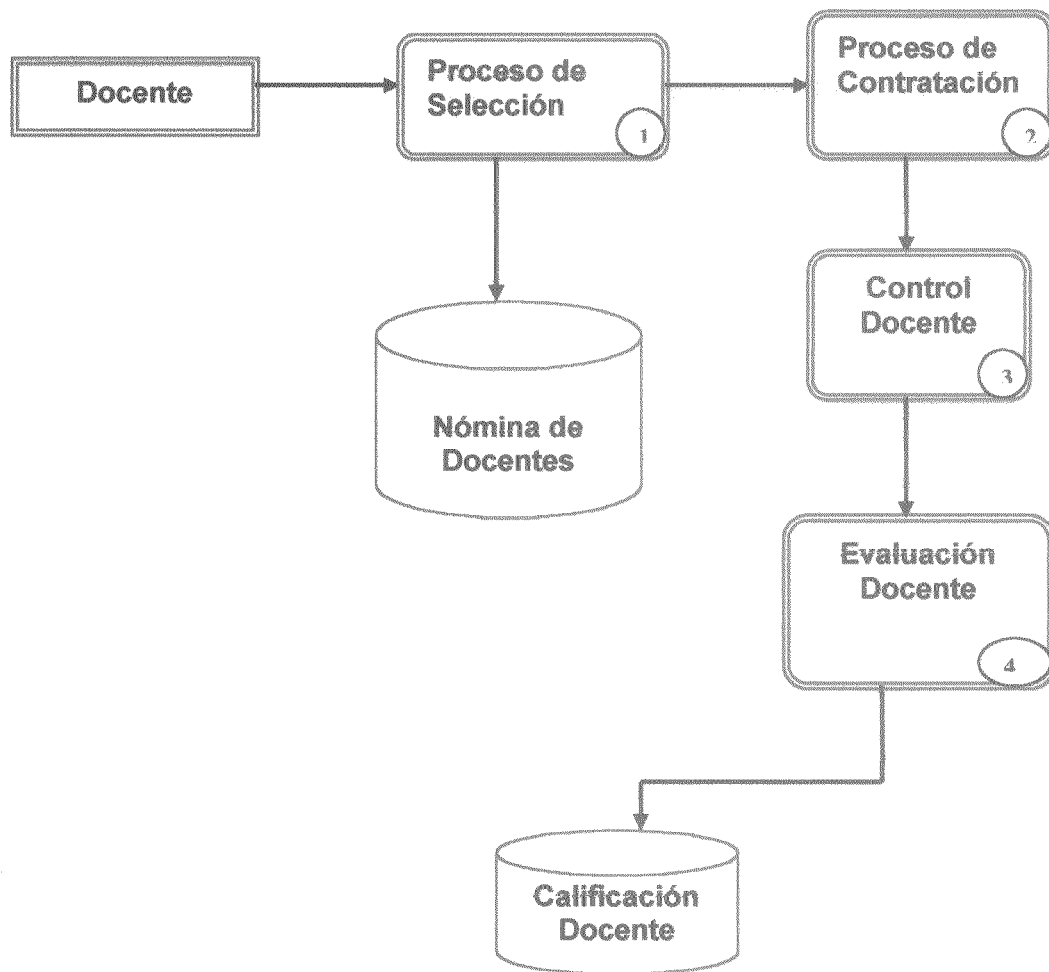 Docente
Proceso de
Selección
1
Proceso de
Contratación
2
Control
Docente
3
Nómina de
Docentes
Evaluación
Docente
4
Calificación
Docente